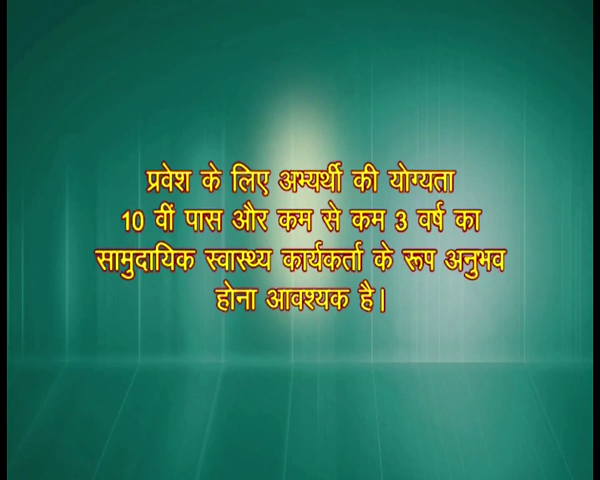 प्रवेश के लिए अभ्यर्थी की योग्यता
10 वीं पास और कम से कम 3 वर्ष का
सामुदायिक स्वास्थ्य कार्यकर्ता के रूप अनुभव
होना आवश्यक है।